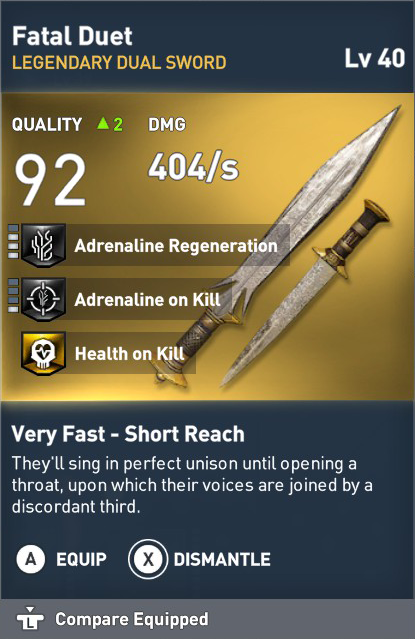 Fatal Duet
LEGENDARY DUAL SWORD
Lv 40
QUALITY ▲2 DMG
92 404/s
Adrenaline Regeneration
Adrenaline on Kill
Health on Kill
Very Fast - Short Reach
They'll sing in perfect unison until opening a
throat, upon which their voices are joined by a
discordant third.
A EQUIP X DISMANTLE
L Compare Equipped